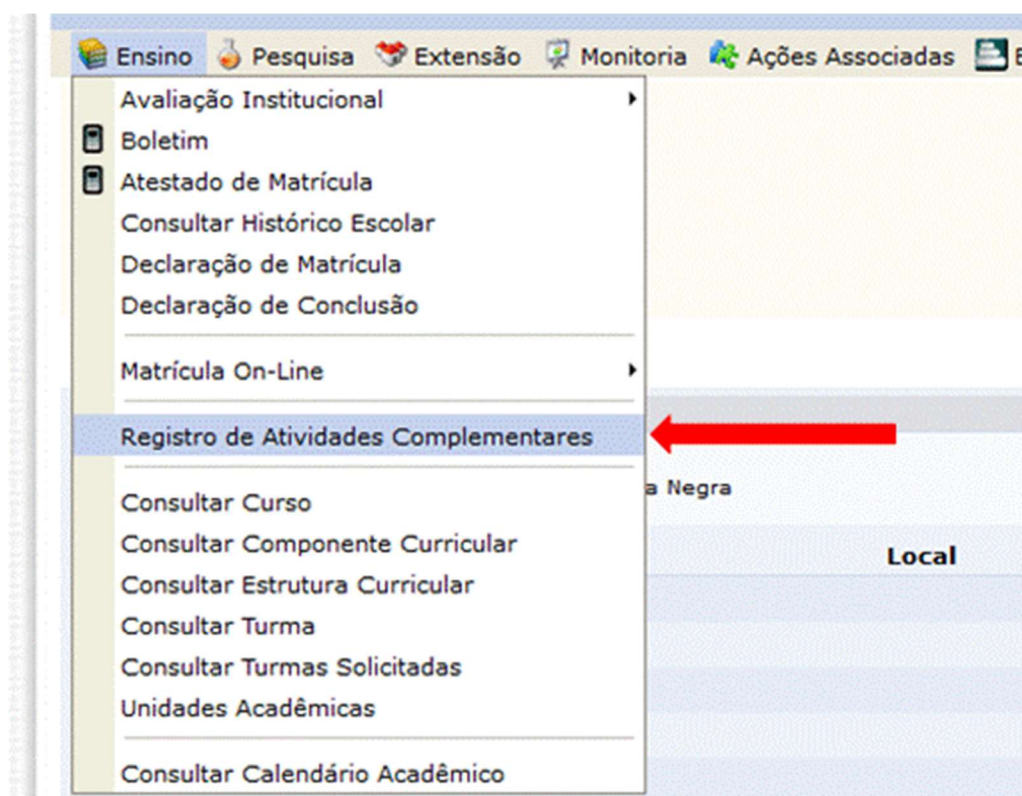 Ensino Pesquisa Extensão Monitoria Ações Associadas
Avaliação Institucional
Boletim
Atestado de Matrícula
Consultar Histórico Escolar
Declaração de Matrícula
Declaração de Conclusão
Matrícula On-Line
Registro de Atividades Complementares
a Negra
Consultar Curso
Consultar Componente Curricular
Local
Consultar Estrutura Curricular
Consultar Turma
Consultar Turmas Solicitadas
Unidades Acadêmicas
Consultar Calendário Acadêmico